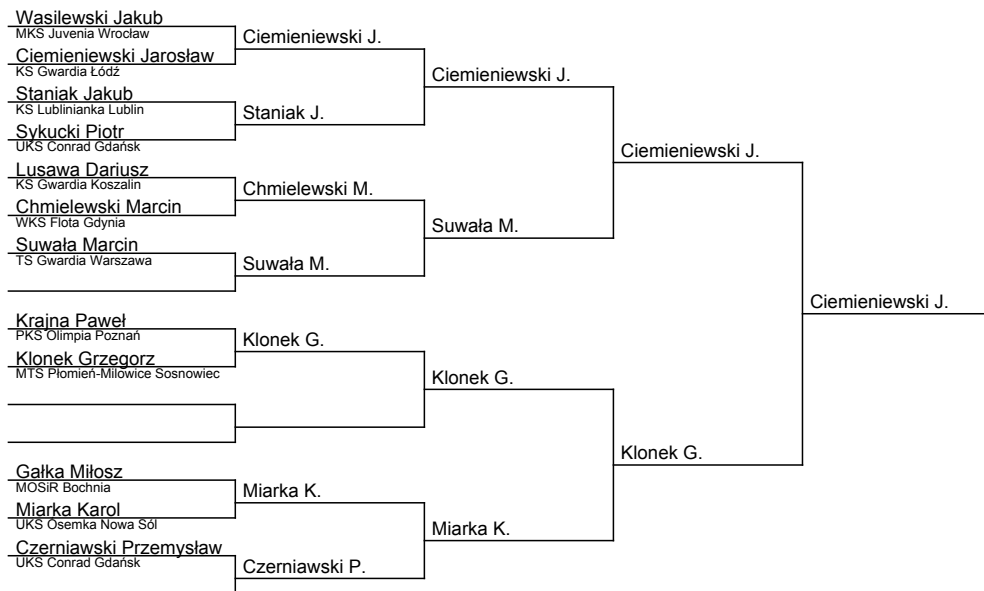 Wasilewski Jakub
MKS Juvenia Wrocław
Ciemieniewski J.
Ciemieniewski Jarosław
KS Gwardia Łódź
Ciemieniewski J.
Staniak Jakub
KS Lublinianka Lublin
Staniak J.
Sykucki Piotr
UKS Conrad Gdańsk
Ciemieniewski J.
Lusawa Dariusz
KS Gwardia Koszalin
Chmielewski M.
Chmielewski Marcin
WKS Flota Gdynia
Suwała M.
Suwała Marcin
TS Gwardia Warszawa
Suwała M.
Ciemieniewski J.
Krajna Paweł
PKS Olimpia Poznań
Klonek G.
Klonek Grzegorz
MTS Płomień-Milowice Sosnowiec
Klonek G.
Klonek G.
Gałka Miłosz
MOSiR Bochnia
Miarka K.
Miarka Karol
UKS Ósemka Nowa Sól
Miarka K.
Czerniawski Przemysław
UKS Conrad Gdańsk
Czerniawski P.